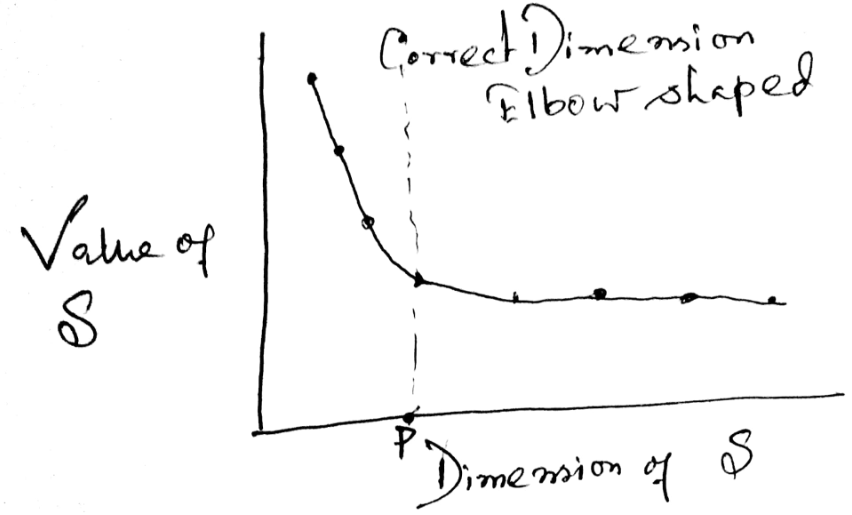 Correct Dimension
Elbow shaped
Value of
S
P
Dimension of S